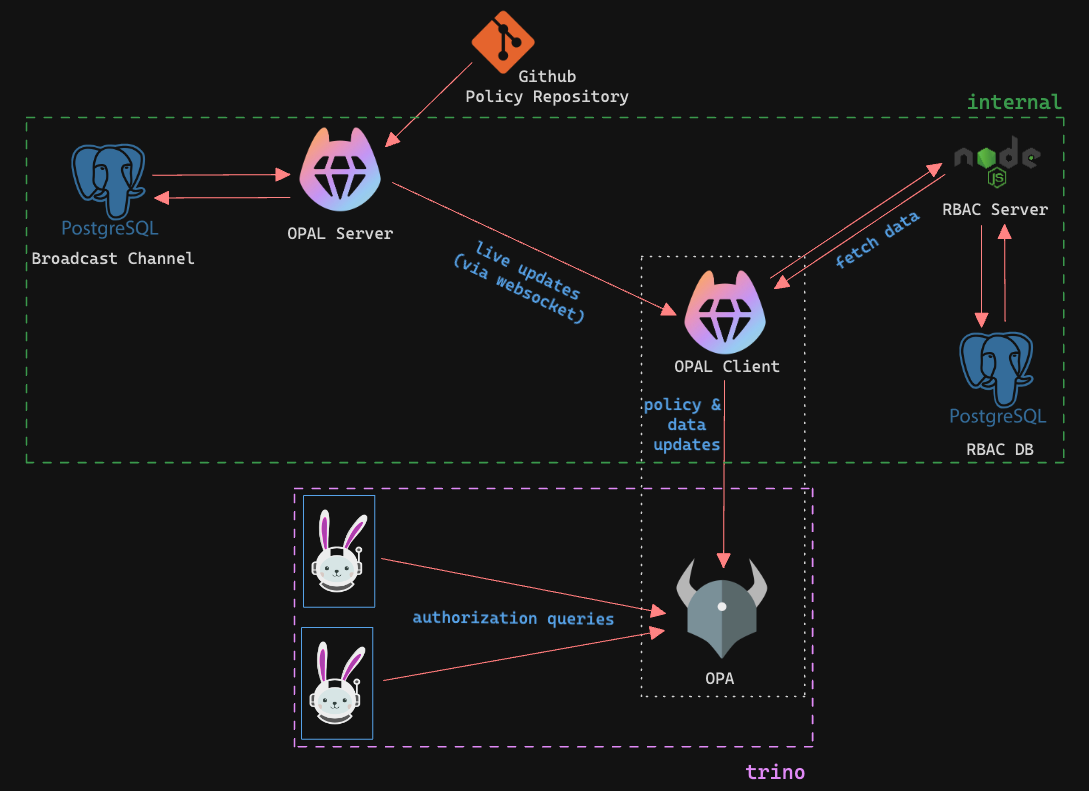 Github
Policy Repository
internal
PostgreSQL
Broadcast Channel
OPAL Server
node
JS
RBAC Server
live updates
(via websocket)
fetch data
OPAL Client
PostgreSQL
RBAC DB
policy &
data
updates
authorization queries
OPA
trino